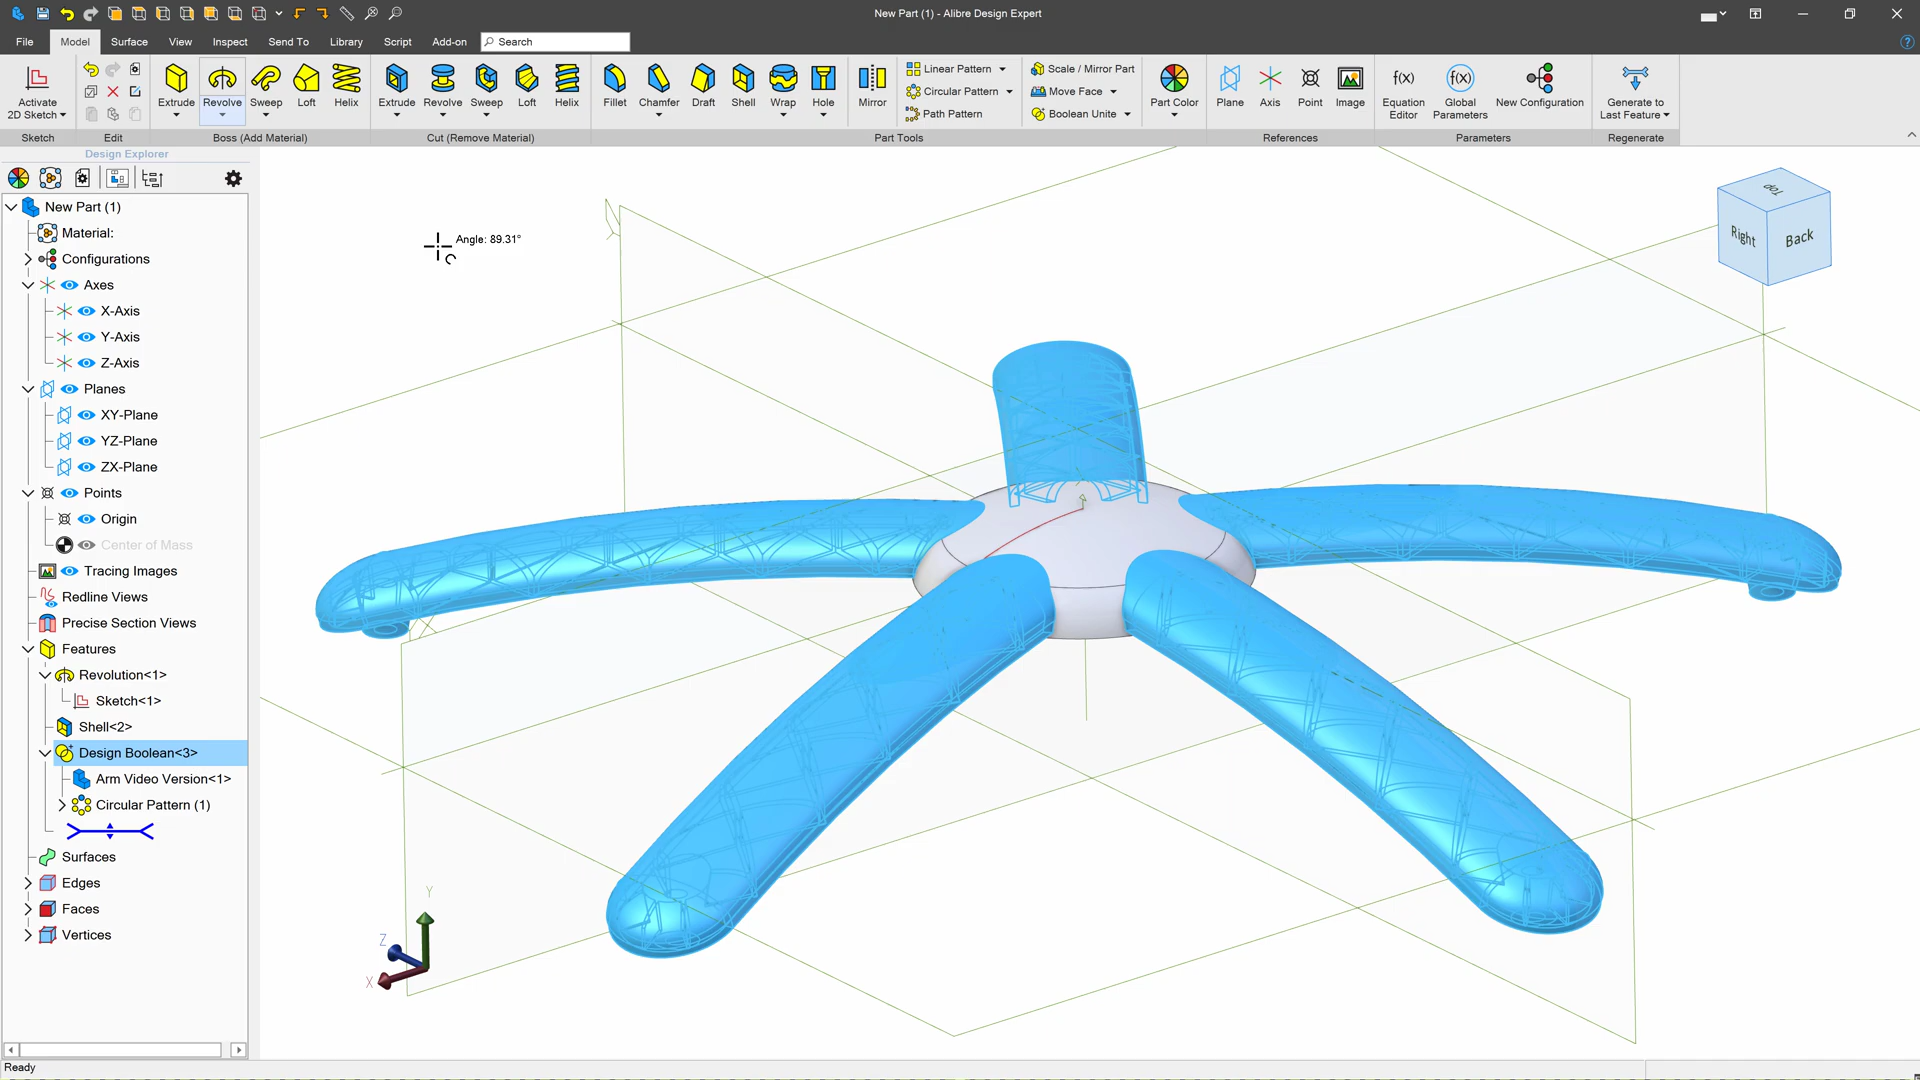 New Part (1) - Alibre Design Expert
File Model Surface View Inspect Send To Library Script Add-on Search
Activate 2D Sketch
Extrude Revolve Sweep Loft Helix
Extrude Revolve Sweep Loft Helix
Fillet Chamfer Draft Shell Wrap Hole Mirror
Linear Pattern
Circular Pattern
Path Pattern
Scale / Mirror Part
Move Face
Boolean Unite
Part Color
Plane Axis Point Image
f(x) Equation Editor
f(x) Global Parameters
New Configuration
Generate to Last Feature
Sketch Edit Boss (Add Material) Cut (Remove Material) Part Tools References Parameters Regenerate
Design Explorer
New Part (1)
Material:
Configurations
Axes
X-Axis
Y-Axis
Z-Axis
Planes
XY-Plane
YZ-Plane
ZX-Plane
Points
Origin
Center of Mass
Tracing Images
Redline Views
Precise Section Views
Features
Revolution<1>
Sketch<1>
Shell<2>
Design Boolean<3>
Arm Video Version<1>
Circular Pattern (1)
Surfaces
Edges
Faces
Vertices
Angle: 89.31°
Top
Right
Back
Y
Z
X
Ready